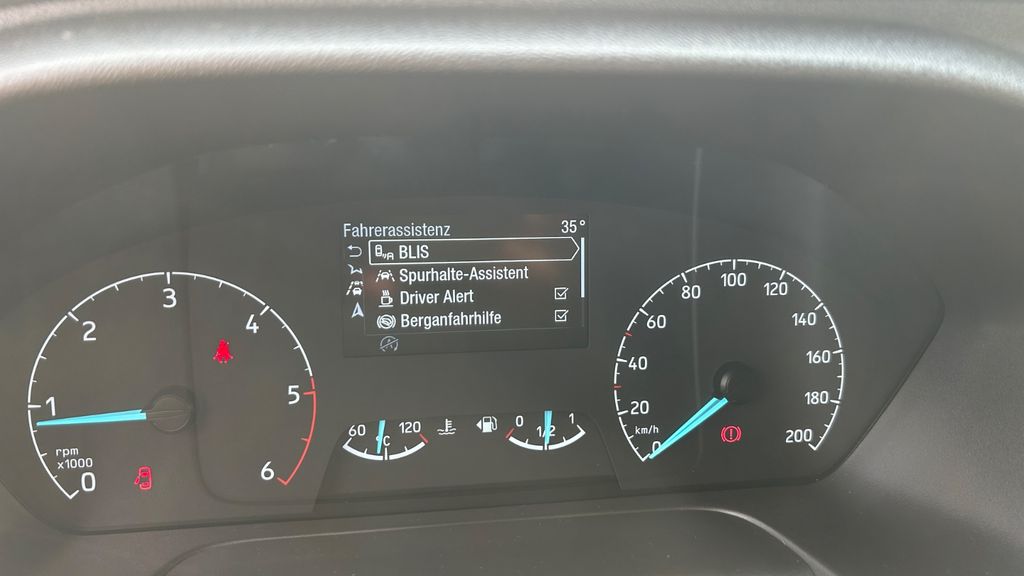 Fahrerassistenz 35°
BLIS
Spurhalte-Assistent
Driver Alert
Berganfahrhilfe
0
1
2
3
4
5
6
rpm
x1000
60 120
°C
0 1/2 1
0
20
40
60
80
100
120
140
160
180
200
km/h